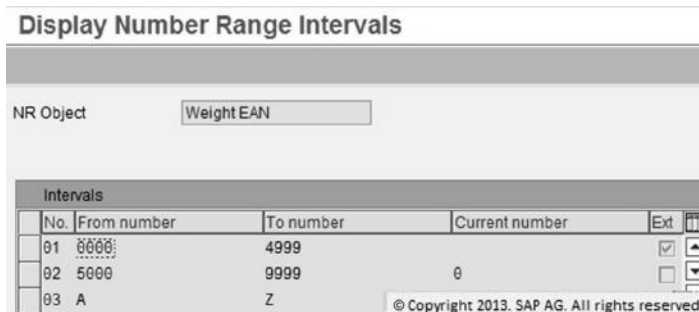 Display Number Range Intervals
NR Object Weight EAN
Intervals
No. From number To number Current number Ext
01 0000 4999
02 5000 9999 0
03 A Z
© Copyright 2013. SAP AG. All rights reserved